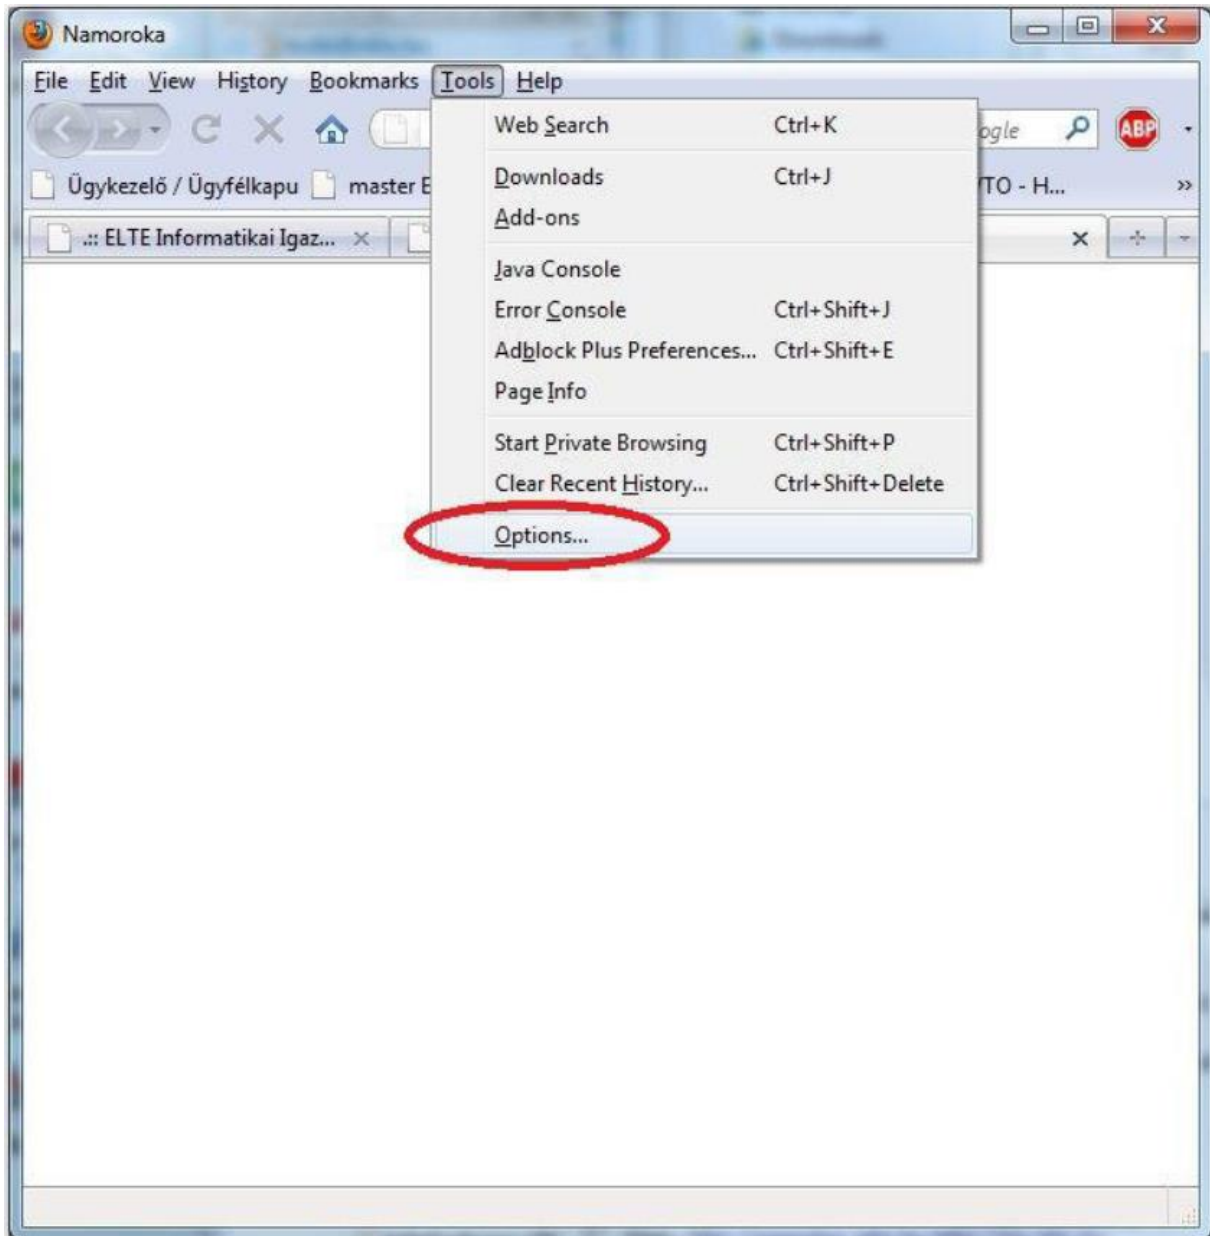 Namoroka
File Edit View History Bookmarks Tools Help
Web Search Ctrl+K
ogle ABP
Downloads Ctrl+J
Ügykezelő / Ügyfélkapu master E
TO - H... »
Add-ons
.:: ELTE Informatikai Igaz...
Java Console
Error Console Ctrl+Shift+J
Adblock Plus Preferences... Ctrl+Shift+E
Page Info
Start Private Browsing Ctrl+Shift+P
Clear Recent History... Ctrl+Shift+Delete
Options...